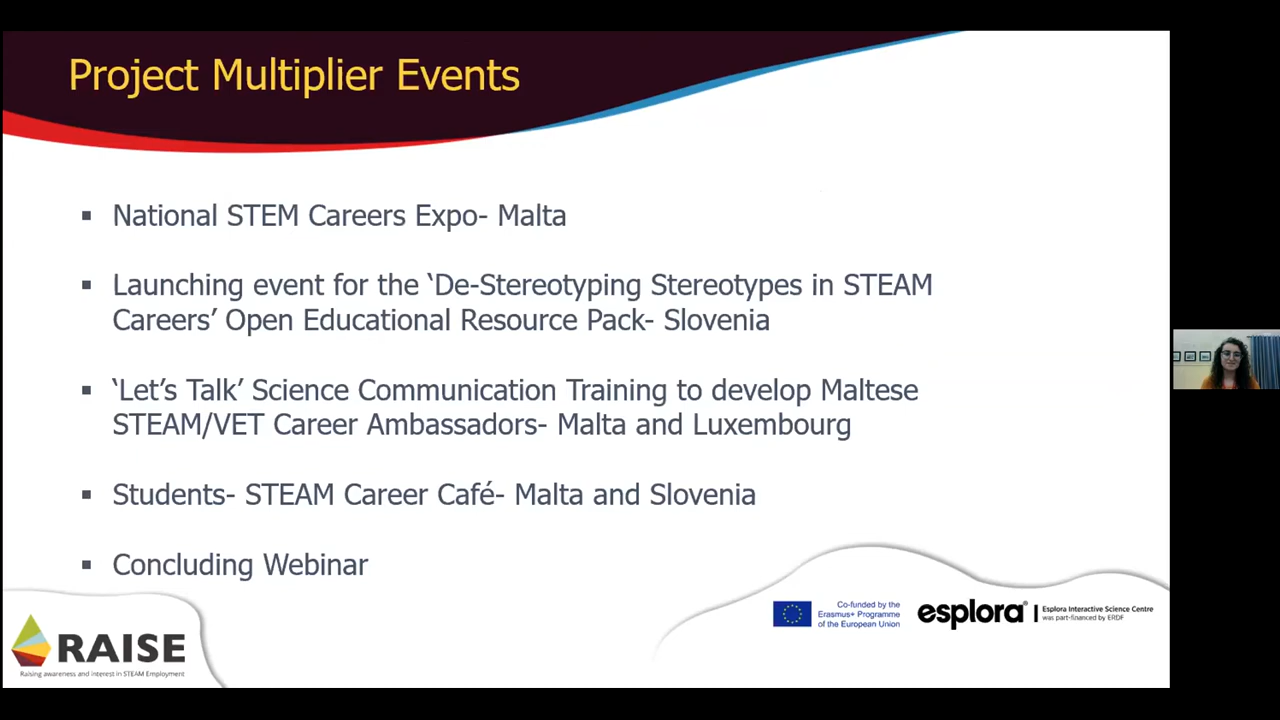 Project Multiplier Events
▪ National STEM Careers Expo- Malta
▪ Launching event for the ‘De-Stereotyping Stereotypes in STEAM
Careers’ Open Educational Resource Pack- Slovenia
▪ ‘Let’s Talk’ Science Communication Training to develop Maltese
STEAM/VET Career Ambassadors- Malta and Luxembourg
▪ Students- STEAM Career Café- Malta and Slovenia
▪ Concluding Webinar
RAISE
Raising awareness and interest in STEAM Employment
Co-funded by the
Erasmus+ Programme
of the European Union
esplora®
Esplora Interactive Science Centre
was part-financed by ERDF